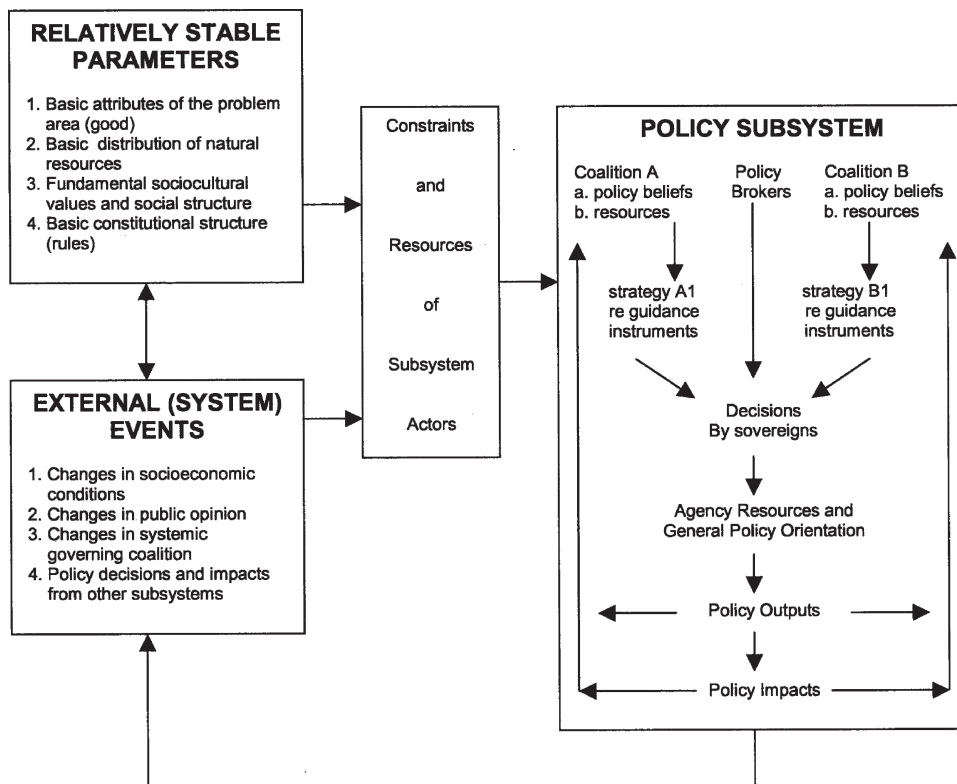 RELATIVELY STABLE
PARAMETERS
1. Basic attributes of the problem
area (good)
2. Basic distribution of natural
resources
3. Fundamental sociocultural
values and social structure
4. Basic constitutional structure
(rules)
EXTERNAL (SYSTEM)
EVENTS
1. Changes in socioeconomic
conditions
2. Changes in public opinion
3. Changes in systemic
governing coalition
4. Policy decisions and impacts
from other subsystems
Constraints
and
Resources
of
Subsystem
Actors
POLICY SUBSYSTEM
Coalition A
a. policy beliefs
b. resources
Policy
Brokers
Coalition B
a. policy beliefs
b. resources
strategy A1
re guidance
instruments
strategy B1
re guidance
instruments
Decisions
By sovereigns
Agency Resources and
General Policy Orientation
Policy Outputs
Policy Impacts